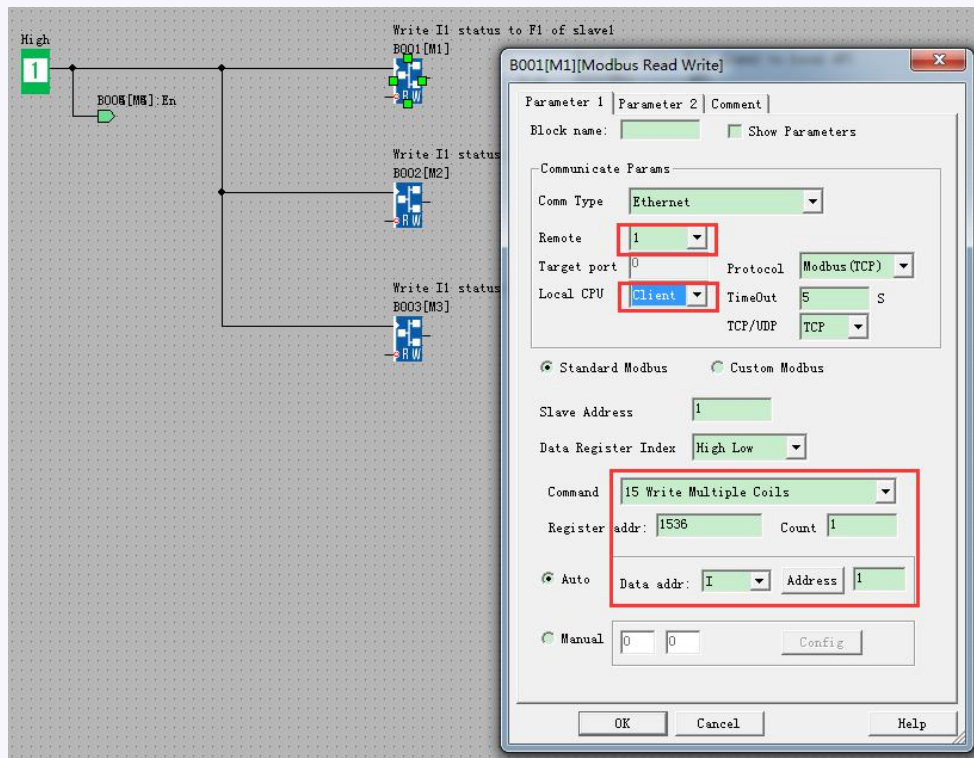 High
1
B005[M5]:En
Write I1 status to F1 of slave1
B001[M1]
R W
Write I1 status
B002[M2]
R W
Write I1 status
B003[M3]
R W
B001[M1][Modbus Read Write]
Parameter 1 Parameter 2 Comment
Block name: Show Parameters
Communicate Params
Comm Type Ethernet
Remote 1
Target port 0 Protocol Modbus(TCP)
Local CPU Client TimeOut 5 S
TCP/UDP TCP
Standard Modbus Custom Modbus
Slave Address 1
Data Register Index High Low
Command 15 Write Multiple Coils
Register addr: 1536 Count 1
Auto Data addr: I Address 1
Manual 0 0 Config
OK Cancel Help